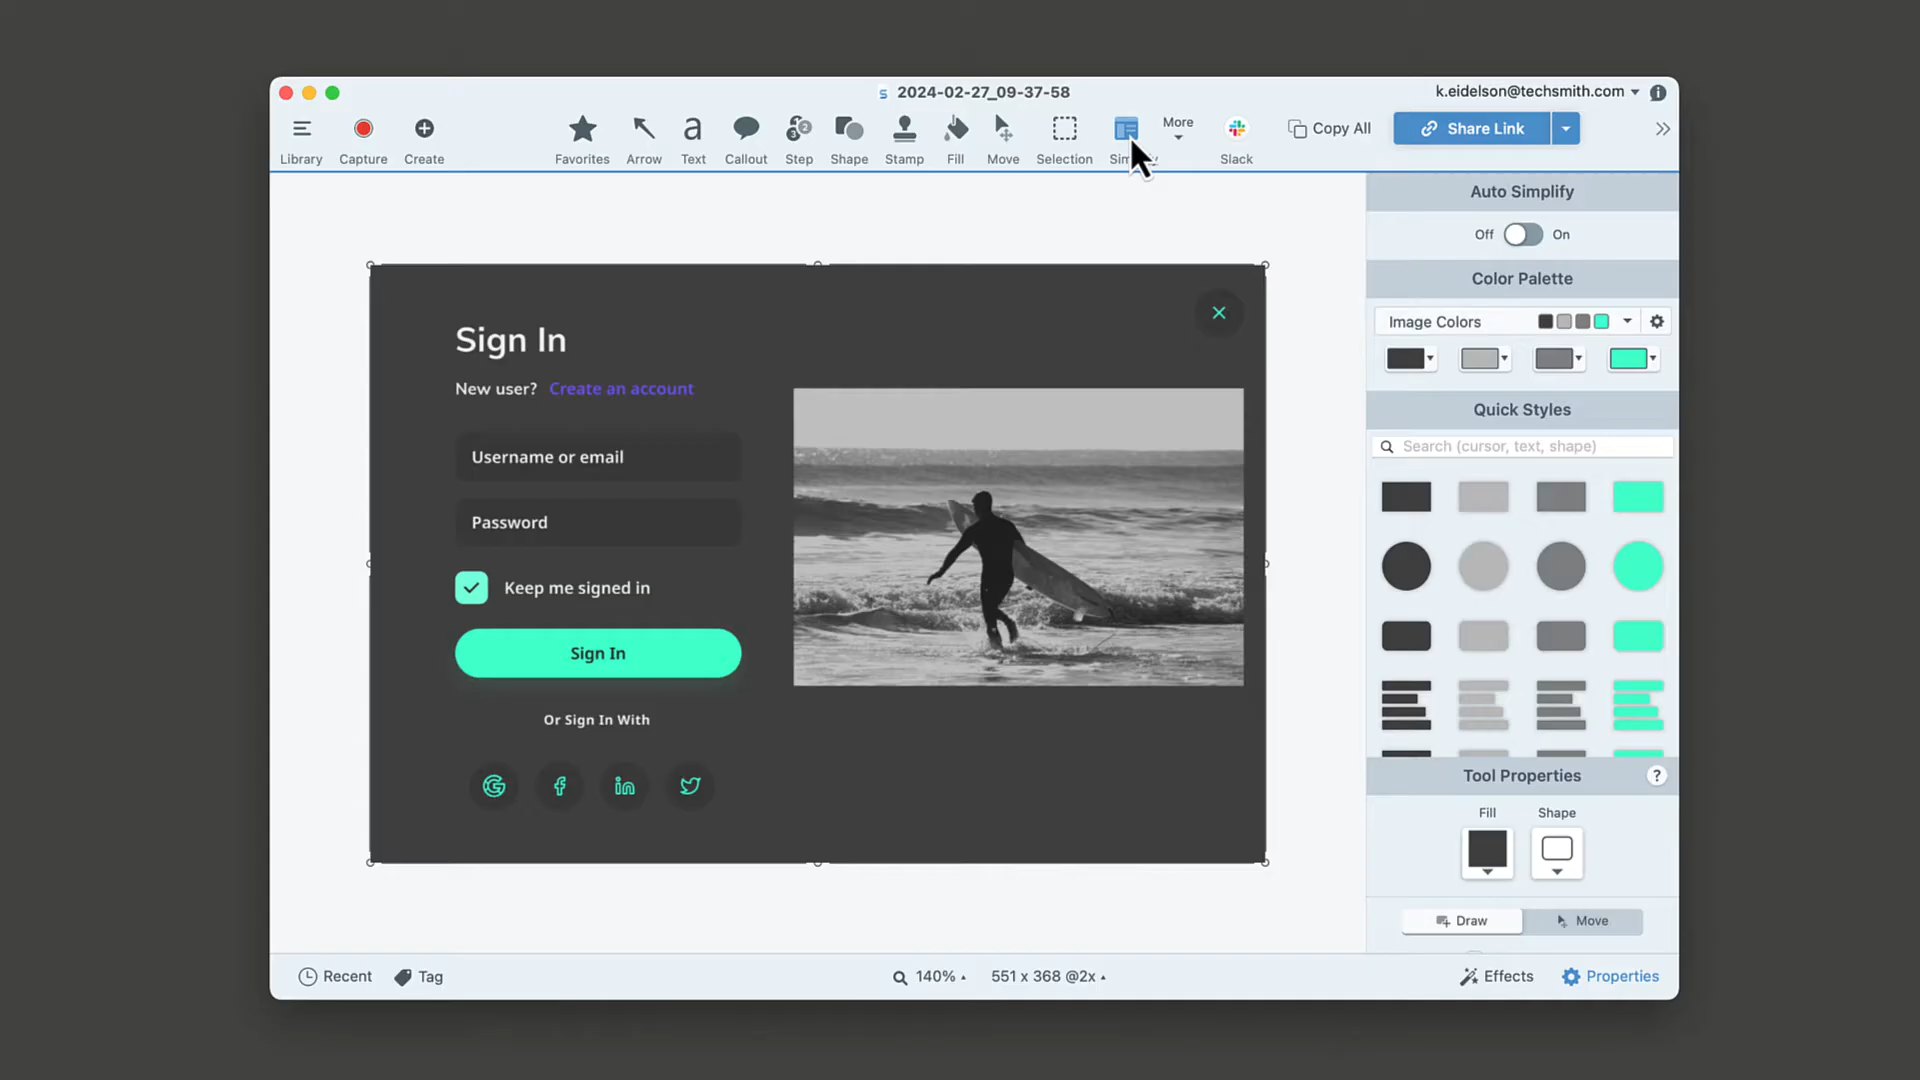 2024-02-27_09-37-58
k.eidelson@techsmith.com
Library
Capture
Create
Favorites
Arrow
Text
Callout
Step
Shape
Stamp
Fill
Move
Selection
More
Slack
Copy All
Share Link
Auto Simplify
Off
On
Color Palette
Image Colors
Quick Styles
Search (cursor, text, shape)
Tool Properties
?
Fill
Shape
Draw
Move
Sign In
New user? Create an account
Username or email
Password
Keep me signed in
Sign In
Or Sign In With
Recent
Tag
140%
551 x 368 @2x
Effects
Properties